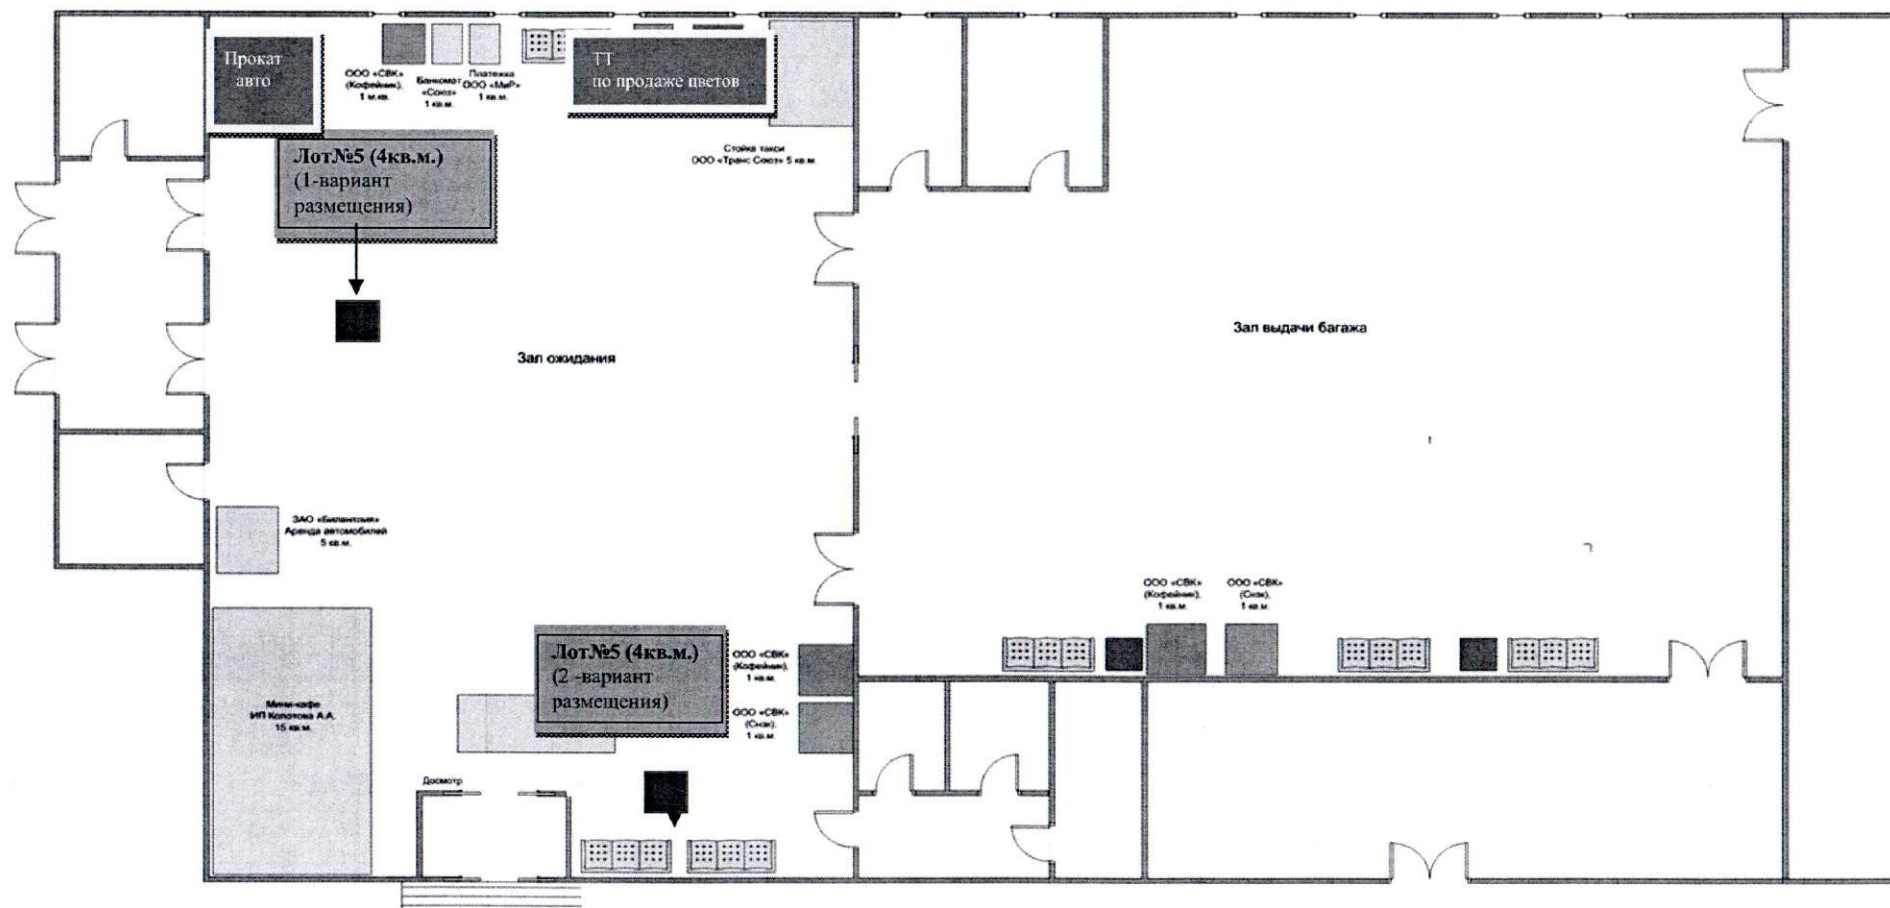 Прокат
авто
ООО «СВК»
(Кофейник),
1 м.кв.
Банкомат
«Союз»
1 кв.м.
Платежка
ООО «МиР»
1 кв.м.
ТТ
по продаже цветов
Стойка такси
ООО «Транс Союз» 5 кв.м.
Лот№5 (4кв.м.)
(1-вариант
размещения)
Зал ожидания
Зал выдачи багажа
ЗАО «Билантлия»
Аренда автомобилей
5 кв.м.
ООО «СВК»
(Кофейник),
1 кв.м.
ООО «СВК»
(Снэк),
1 кв.м.
Лот№5 (4кв.м.)
(2 -вариант
размещения)
ООО «СВК»
(Кофейник),
1 кв.м.
ООО «СВК»
(Снэк),
1 кв.м.
Мини-кафе
ИП Колотова А.А.
15 кв.м.
Досмотр